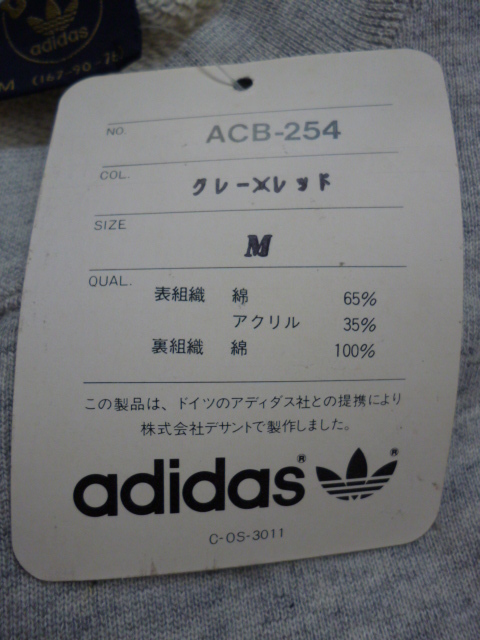 adidas
M (167-90-7
NO. ACB-254
COL. グレー×レッド
SIZE M
QUAL. 表組織 綿 65%
アクリル 35%
裏組織 綿 100%
この製品は、ドイツのアディダス社との提携により
株式会社デサントで製作しました。
adidas® ®
C-OS-3011